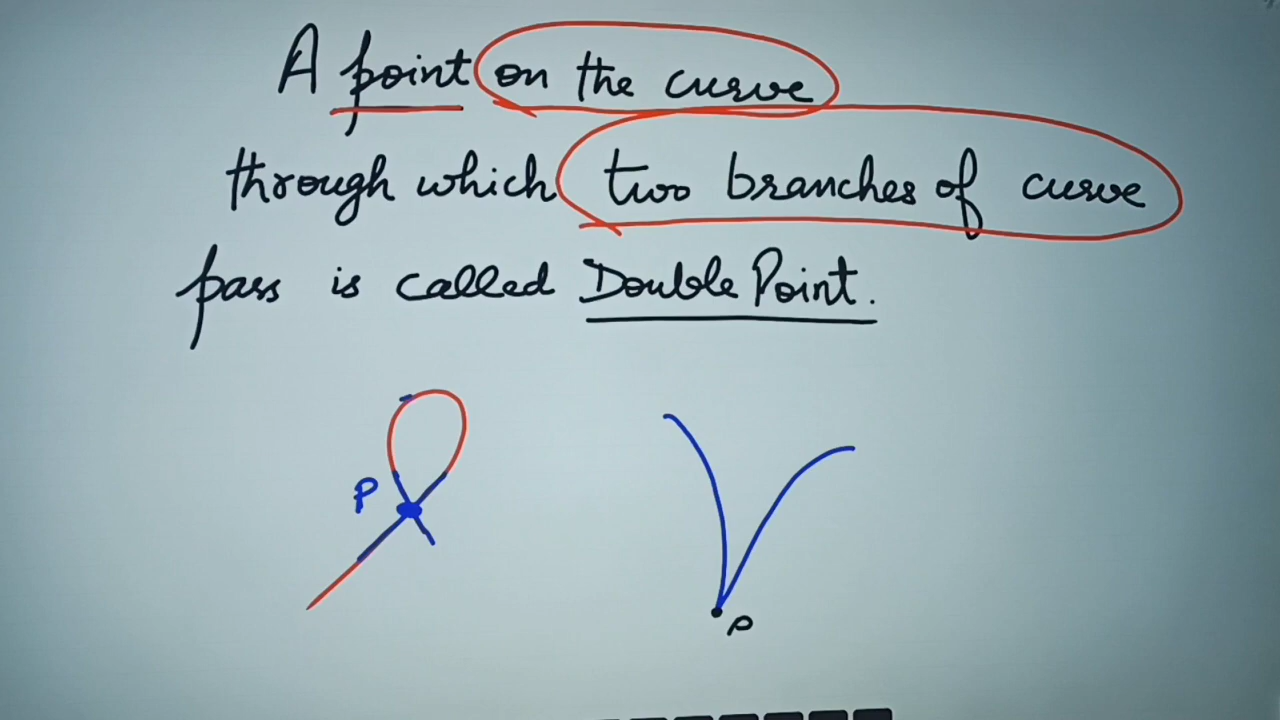 A point on the curve
through which two branches of curve
pass is called Double Point.
P
P